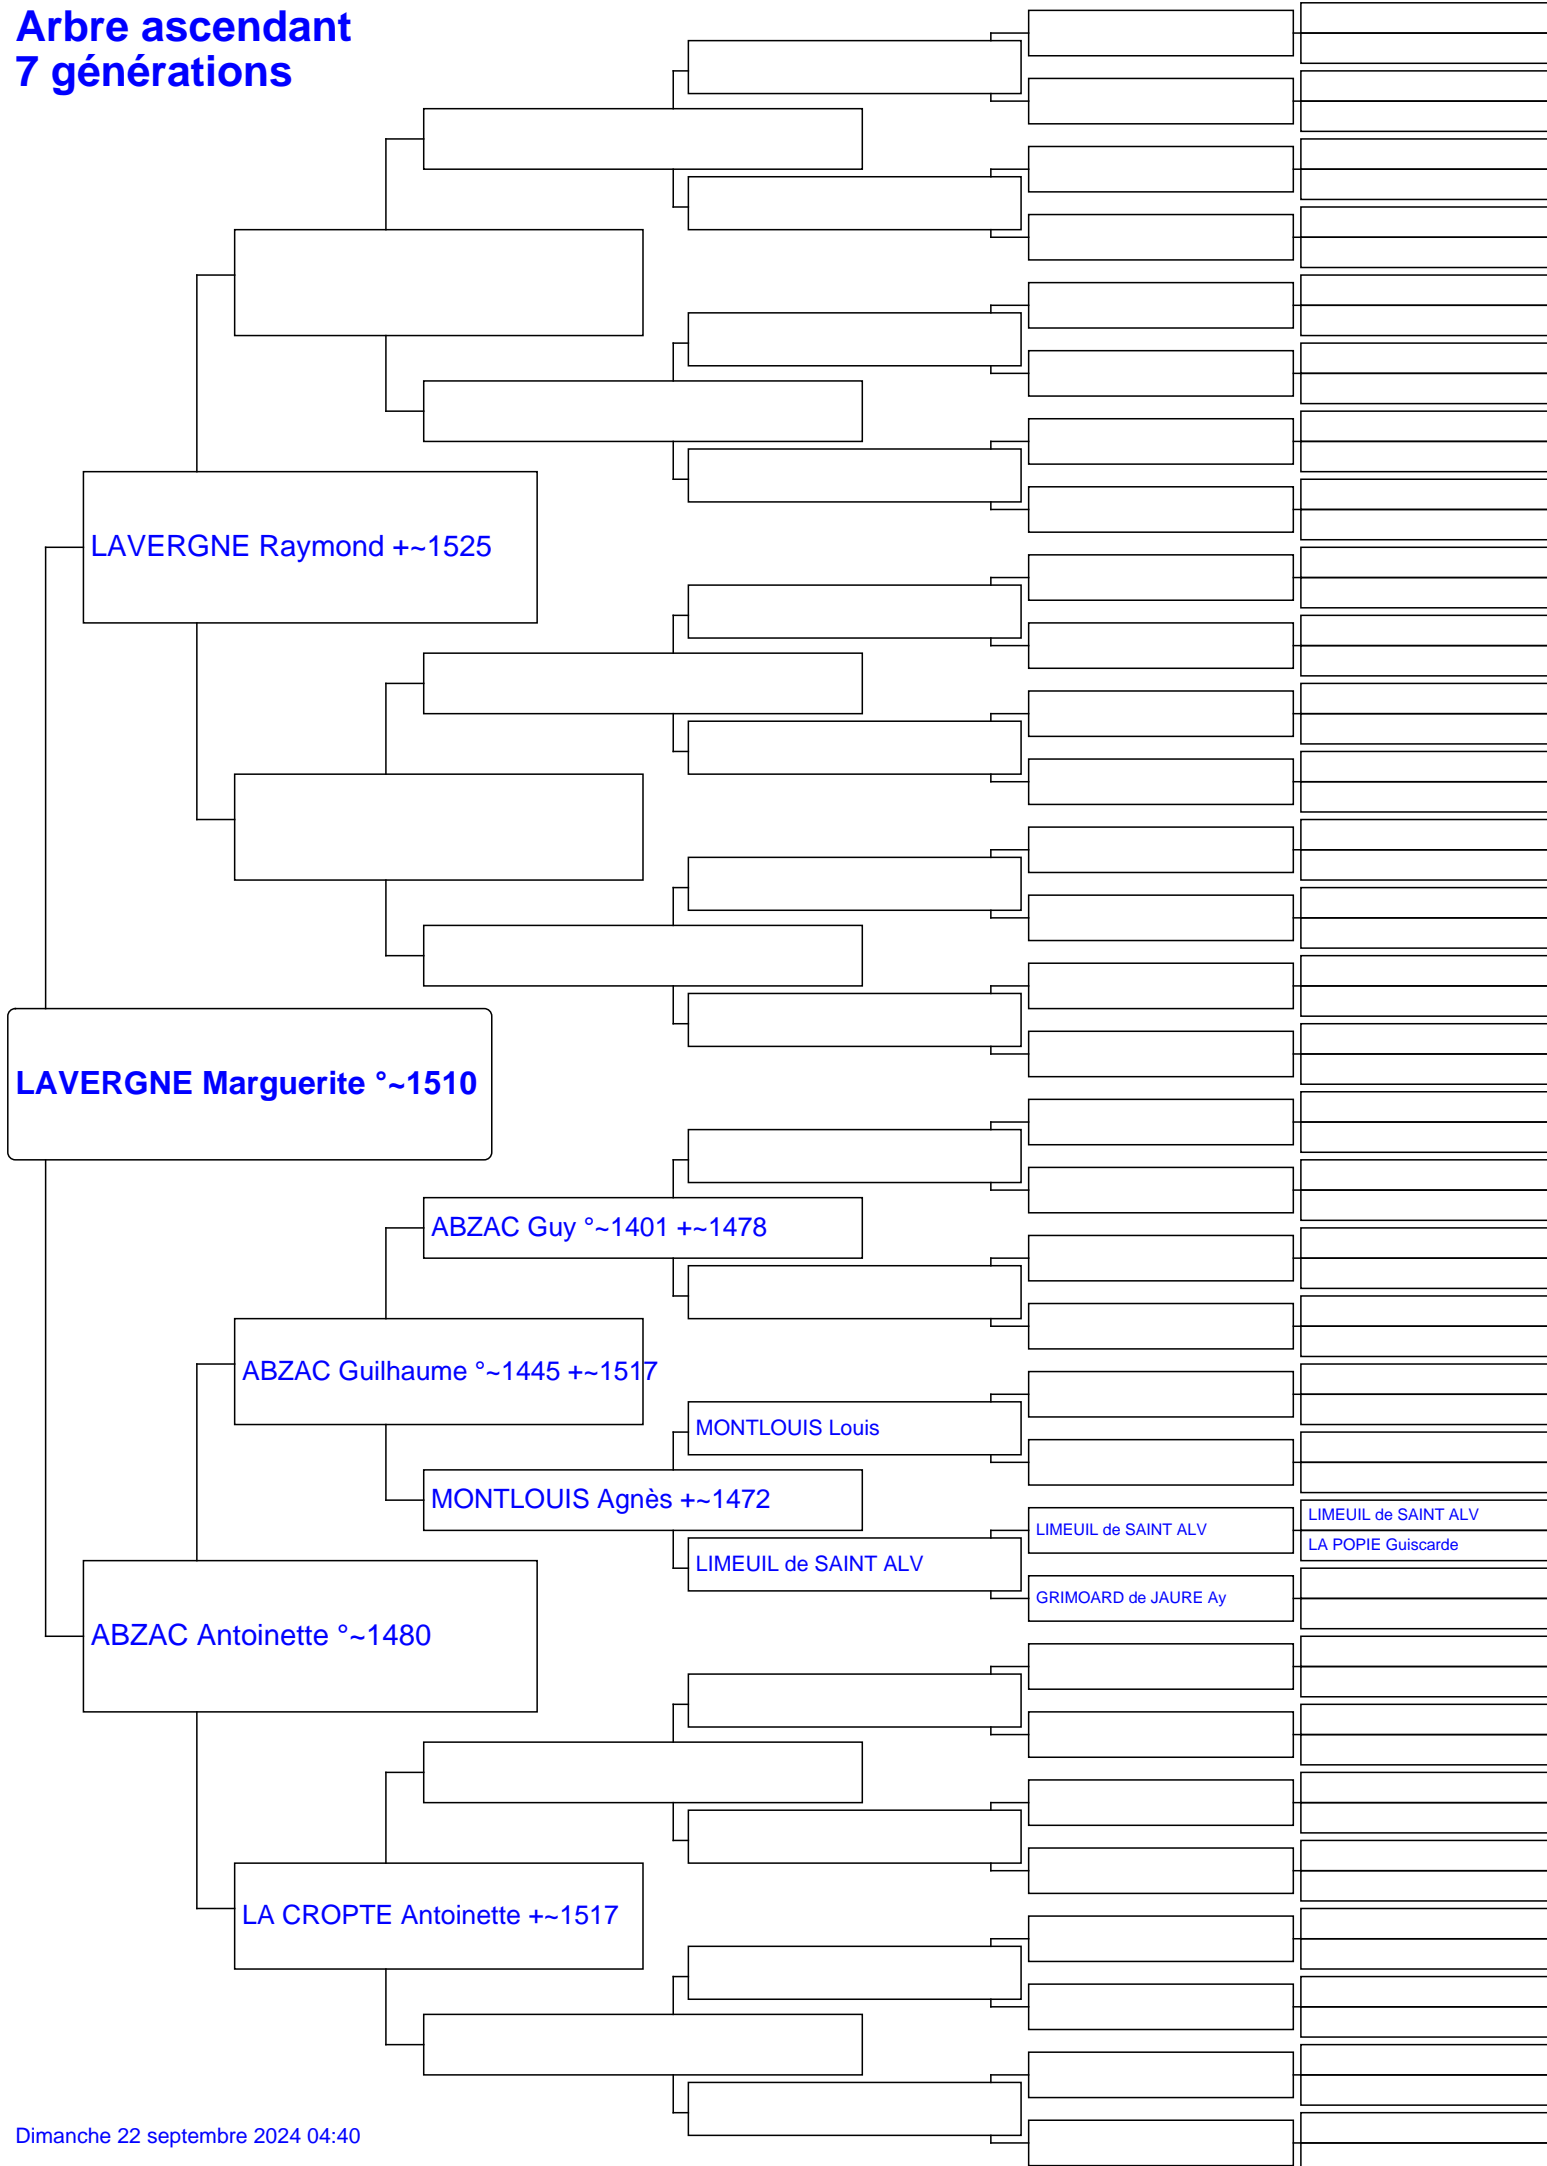 Arbre ascendant
7 générations
LAVERGNE Raymond +~1525
LAVERGNE Marguerite °~1510
ABZAC Guy °~1401 +~1478
ABZAC Guilhaume °~1445 +~1517
MONTLOUIS Louis
MONTLOUIS Agnès +~1472
LIMEUIL de SAINT ALV
LIMEUIL de SAINT ALV
LA POPIE Guiscarde
LIMEUIL de SAINT ALV
GRIMOARD de JAURE Ay
ABZAC Antoinette °~1480
LA CROPTE Antoinette +~1517
Dimanche 22 septembre 2024 04:40